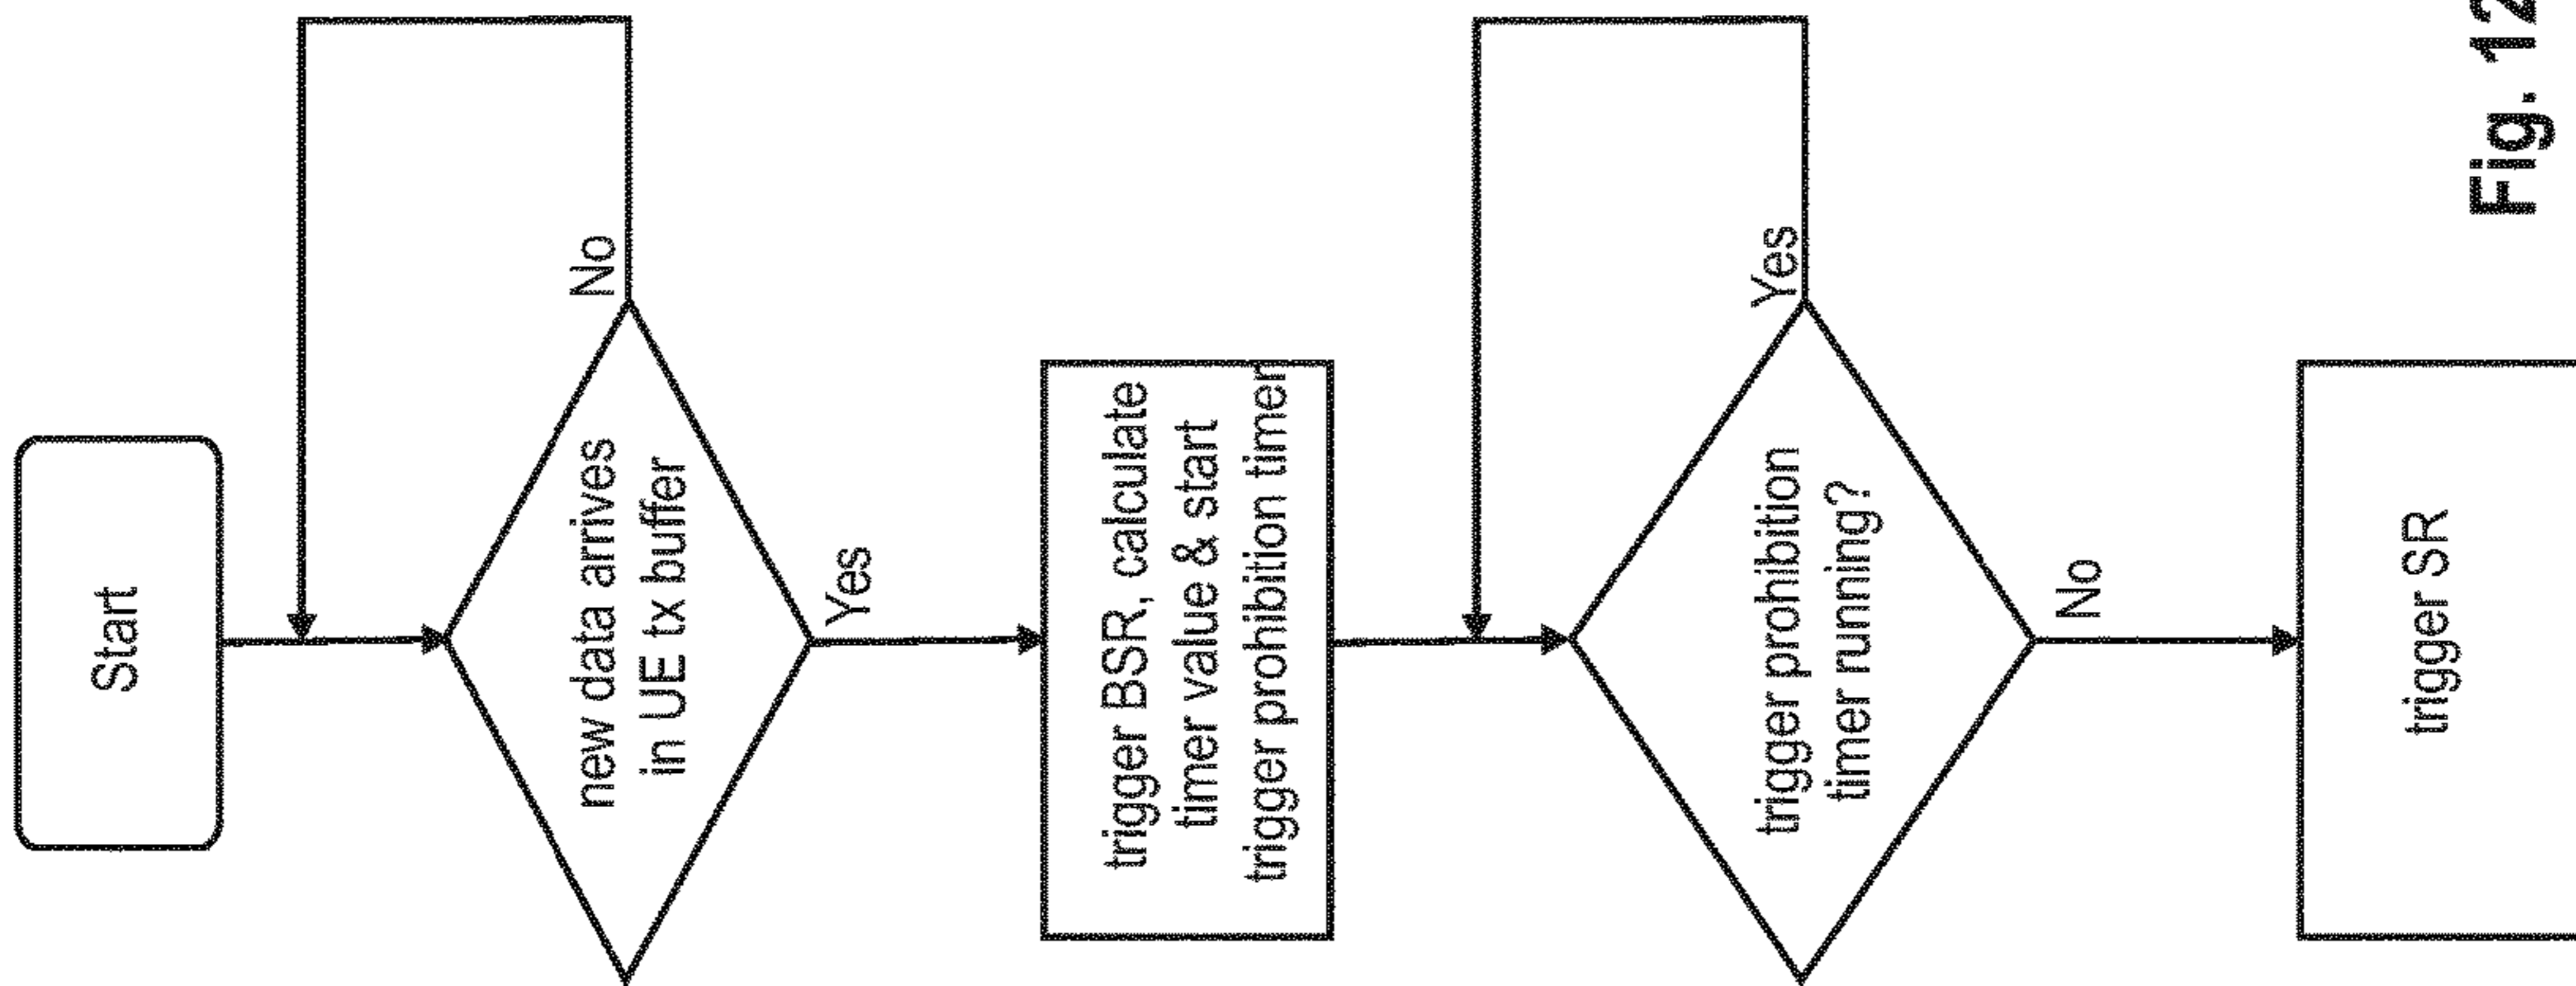 Start
new data arrives
in UE tx buffer
No
Yes
trigger BSR, calculate
timer value & start
trigger prohibition timer
trigger prohibition
timer running?
Yes
No
trigger SR
Fig. 12